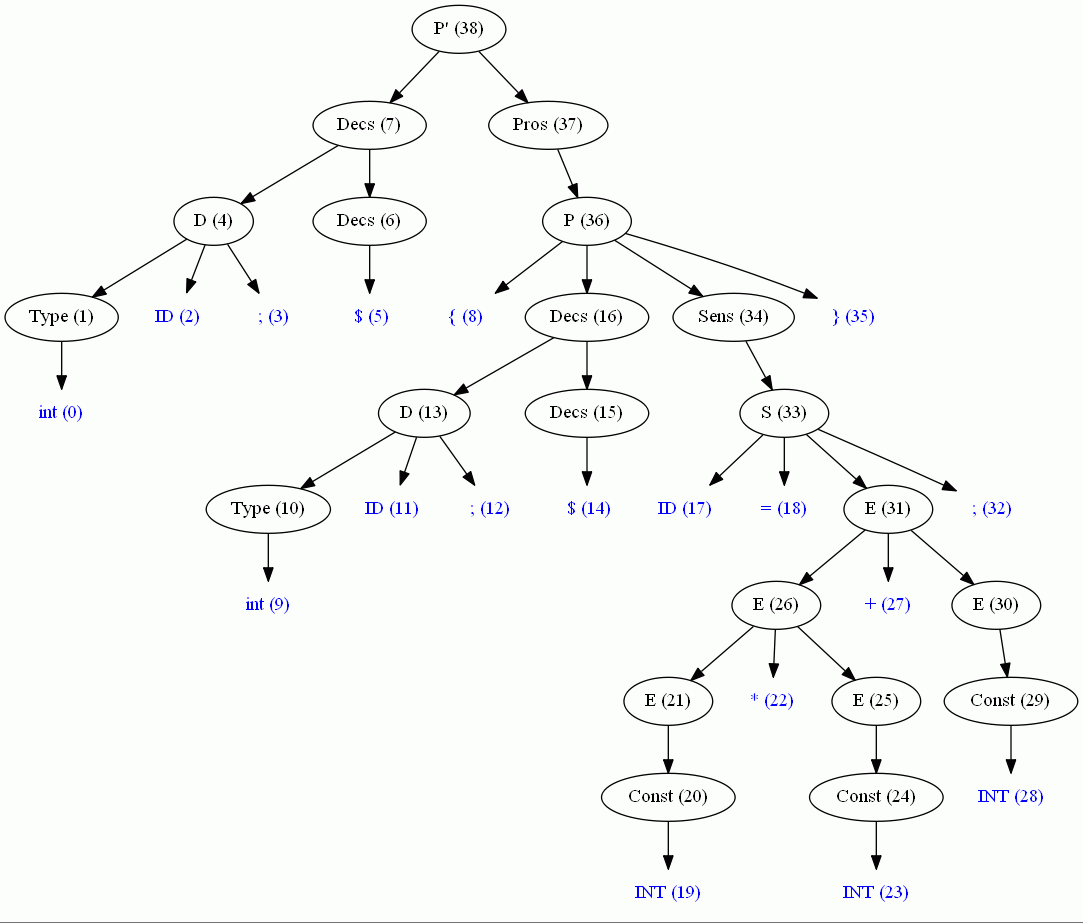 P' (38)
Decs (7)
Pros (37)
D (4)
Decs (6)
P (36)
Type (1)
ID (2)
; (3)
$ (5)
{ (8)
Decs (16)
Sens (34)
} (35)
int (0)
D (13)
Decs (15)
S (33)
Type (10)
ID (11)
; (12)
$ (14)
ID (17)
= (18)
E (31)
; (32)
int (9)
E (26)
+ (27)
E (30)
E (21)
* (22)
E (25)
Const (29)
Const (20)
Const (24)
INT (28)
INT (19)
INT (23)